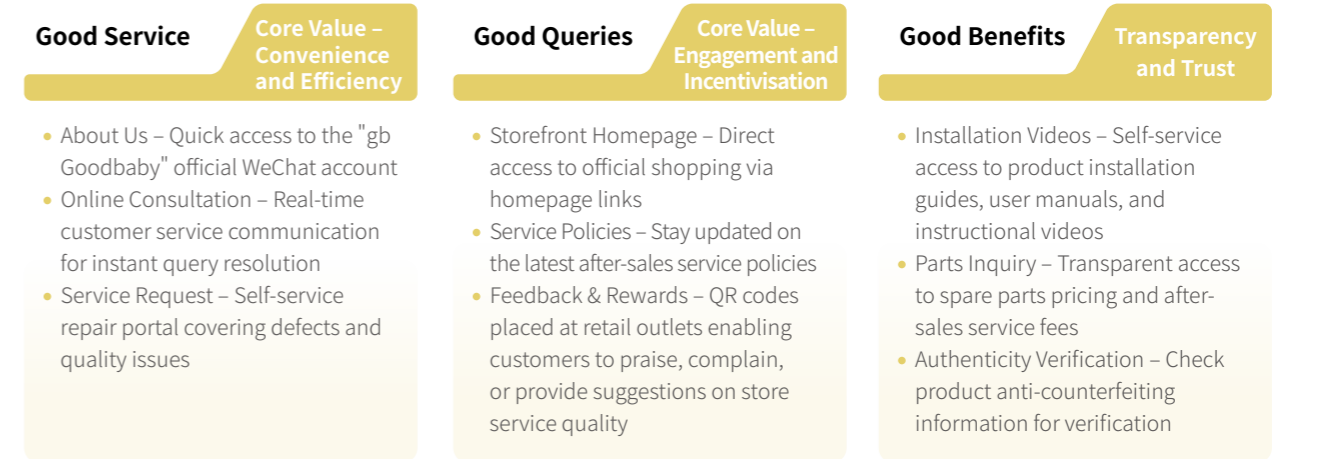 Good Service
Core Value –
Convenience
and Efficiency
• About Us – Quick access to the "gb
Goodbaby" official WeChat account
• Online Consultation – Real-time
customer service communication
for instant query resolution
• Service Request – Self-service
repair portal covering defects and
quality issues
Good Queries
Core Value –
Engagement and
Incentivisation
• Storefront Homepage – Direct
access to official shopping via
homepage links
• Service Policies – Stay updated on
the latest after-sales service policies
• Feedback & Rewards – QR codes
placed at retail outlets enabling
customers to praise, complain,
or provide suggestions on store
service quality
Good Benefits
Transparency
and Trust
• Installation Videos – Self-service
access to product installation
guides, user manuals, and
instructional videos
• Parts Inquiry – Transparent access
to spare parts pricing and after-
sales service fees
• Authenticity Verification – Check
product anti-counterfeiting
information for verification